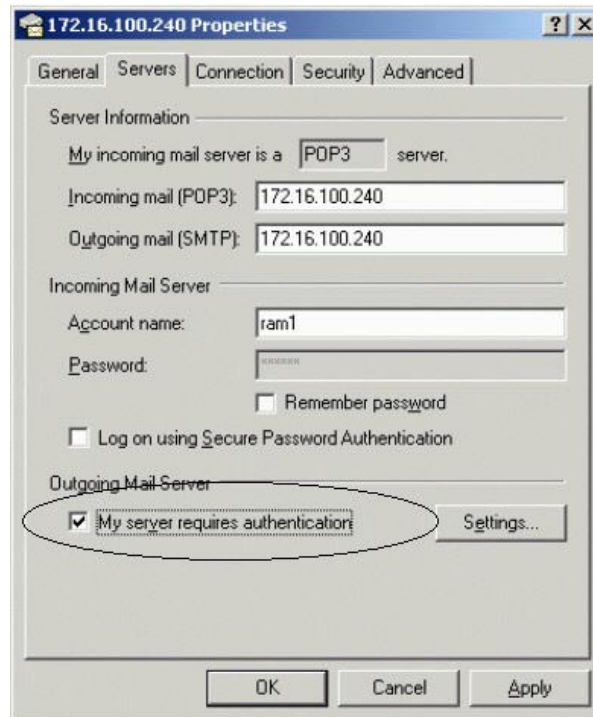 172.16.100.240 Properties
General Servers Connection Security Advanced
Server Information
My incoming mail server is a POP3 server.
Incoming mail (POP3): 172.16.100.240
Outgoing mail (SMTP): 172.16.100.240
Incoming Mail Server
Account name: ram1
Password: ××××××
Remember password
Log on using Secure Password Authentication
Outgoing Mail Server
My server requires authentication Settings...
OK Cancel Apply